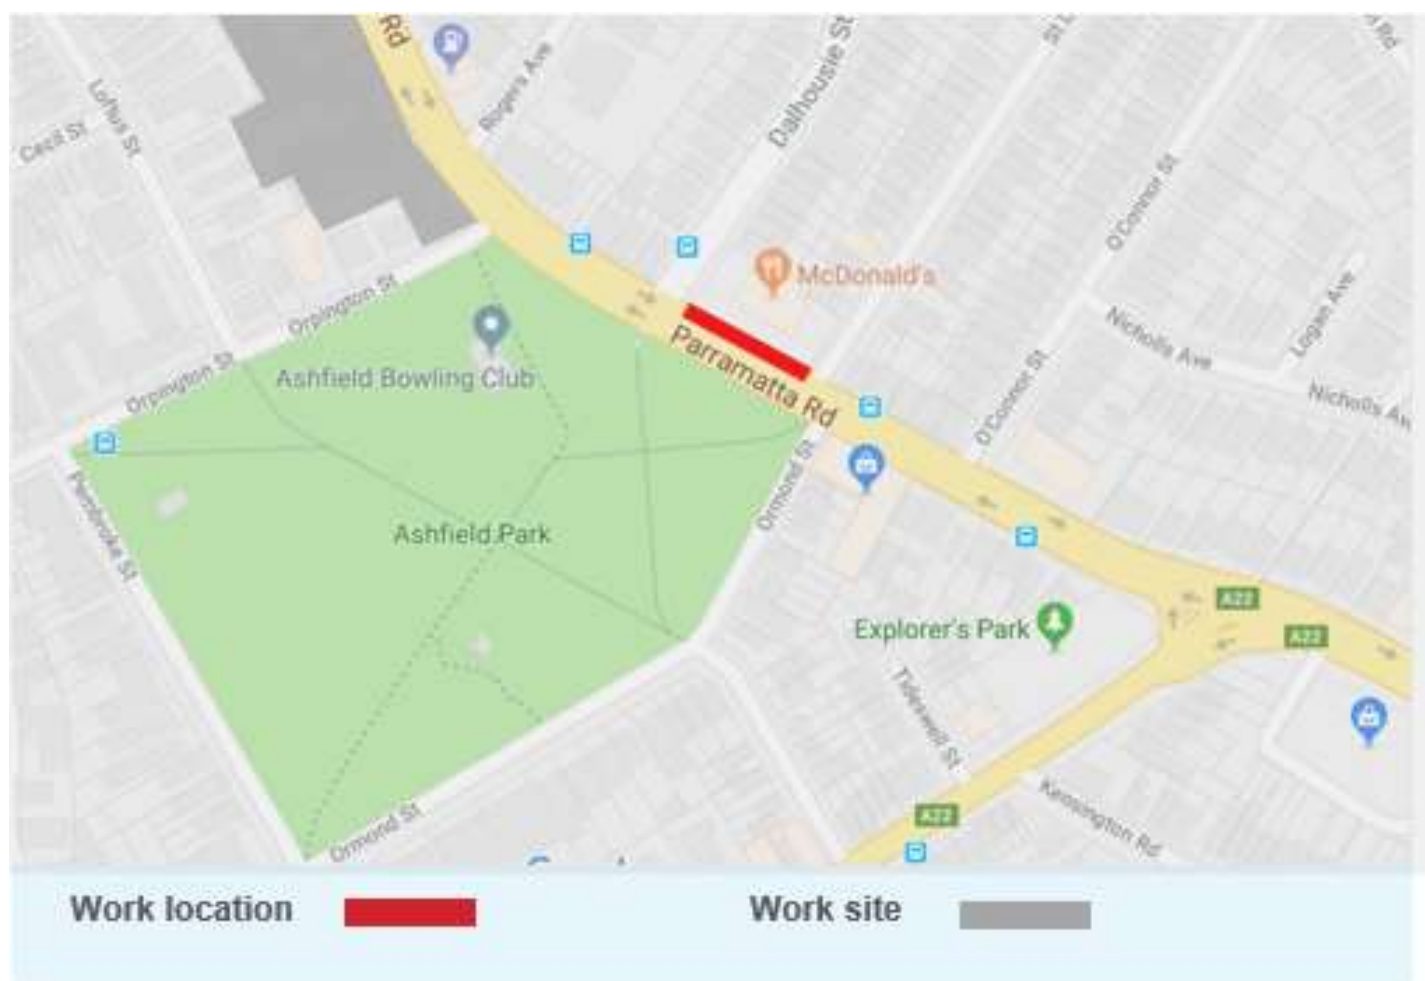 Rd
Rogers Ave
Dalhousie St
Loftus St
Cecil St
O'Connor St
McDonald's
Orpington St
Logan Ave
Nicholls Ave
Parramatta Rd
Ashfield Bowling Club
Orpington St
O'Connor St
Nicholls Av
Pembroke St
Ormond St
Ashfield Park
A22
Explorer's Park
A22
Tideswell St
A22
Kensington Rd
Ormond St
Work location
Work site